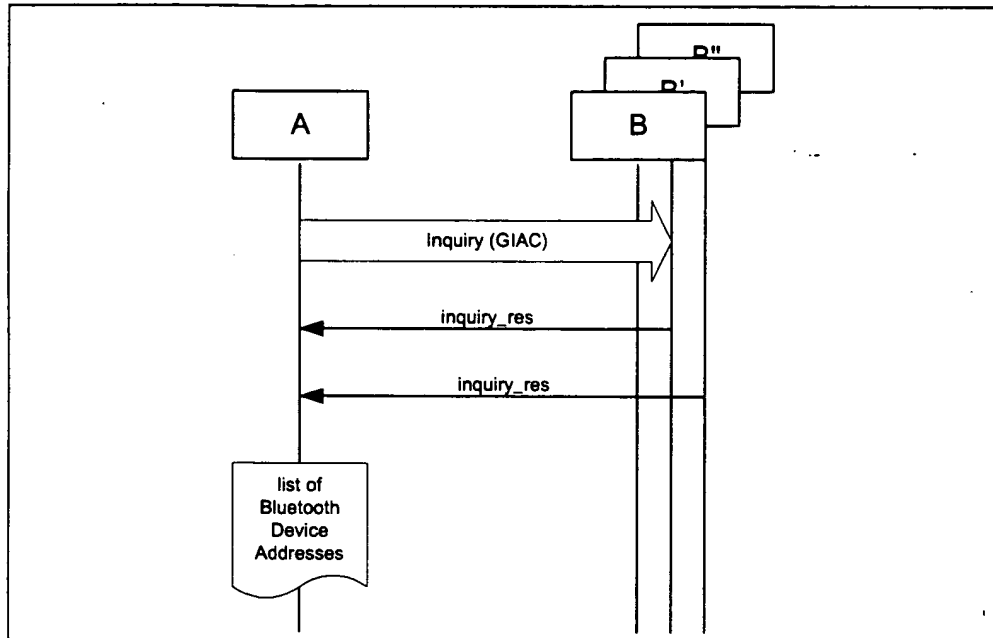 B"
B'
A
B
Inquiry (GIAC)
inquiry_res
inquiry_res
list of
Bluetooth
Device
Addresses